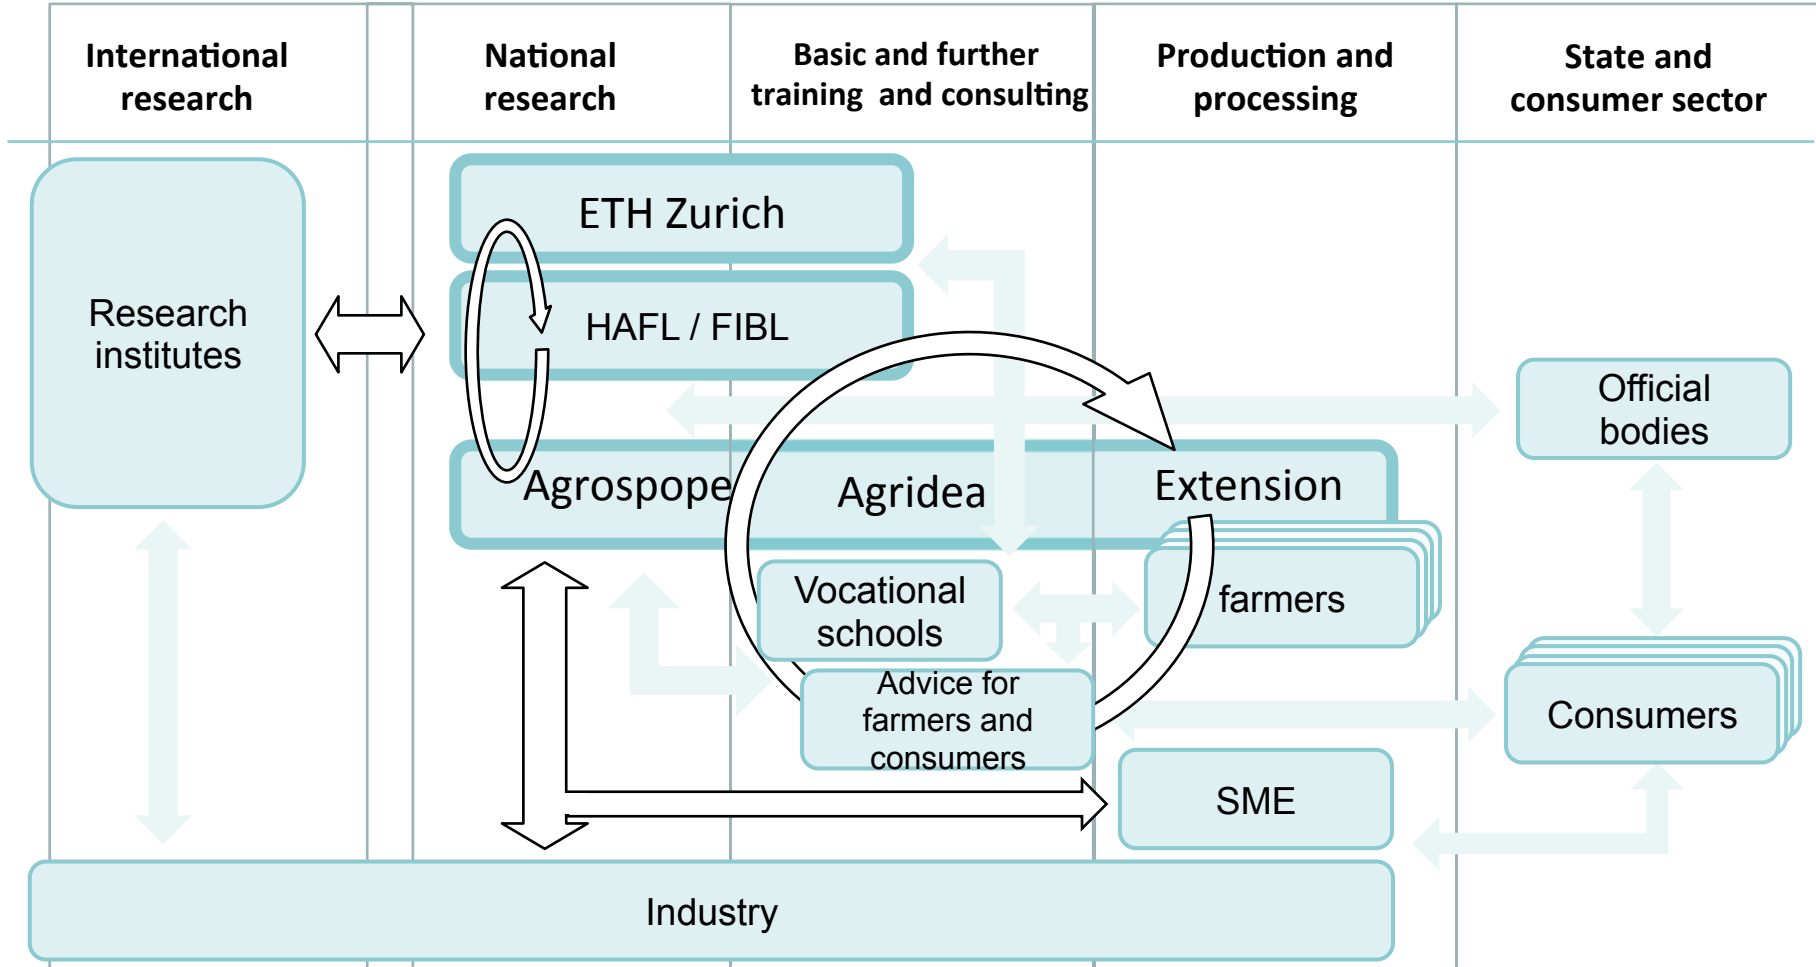 International
research
National
research
Basic and further
training and consulting
Production and
processing
State and
consumer sector
Research
institutes
ETH Zurich
HAFL / FIBL
Official
bodies
Agrospope
Agridea
Extension
Vocational
schools
farmers
Advice for
farmers and
consumers
Consumers
SME
Industry